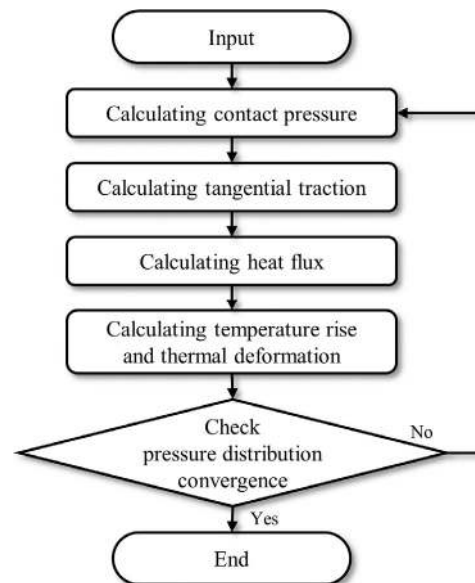 Input
Calculating contact pressure
Calculating tangential traction
Calculating heat flux
Calculating temperature rise
and thermal deformation
Check
pressure distribution
convergence
No
Yes
End